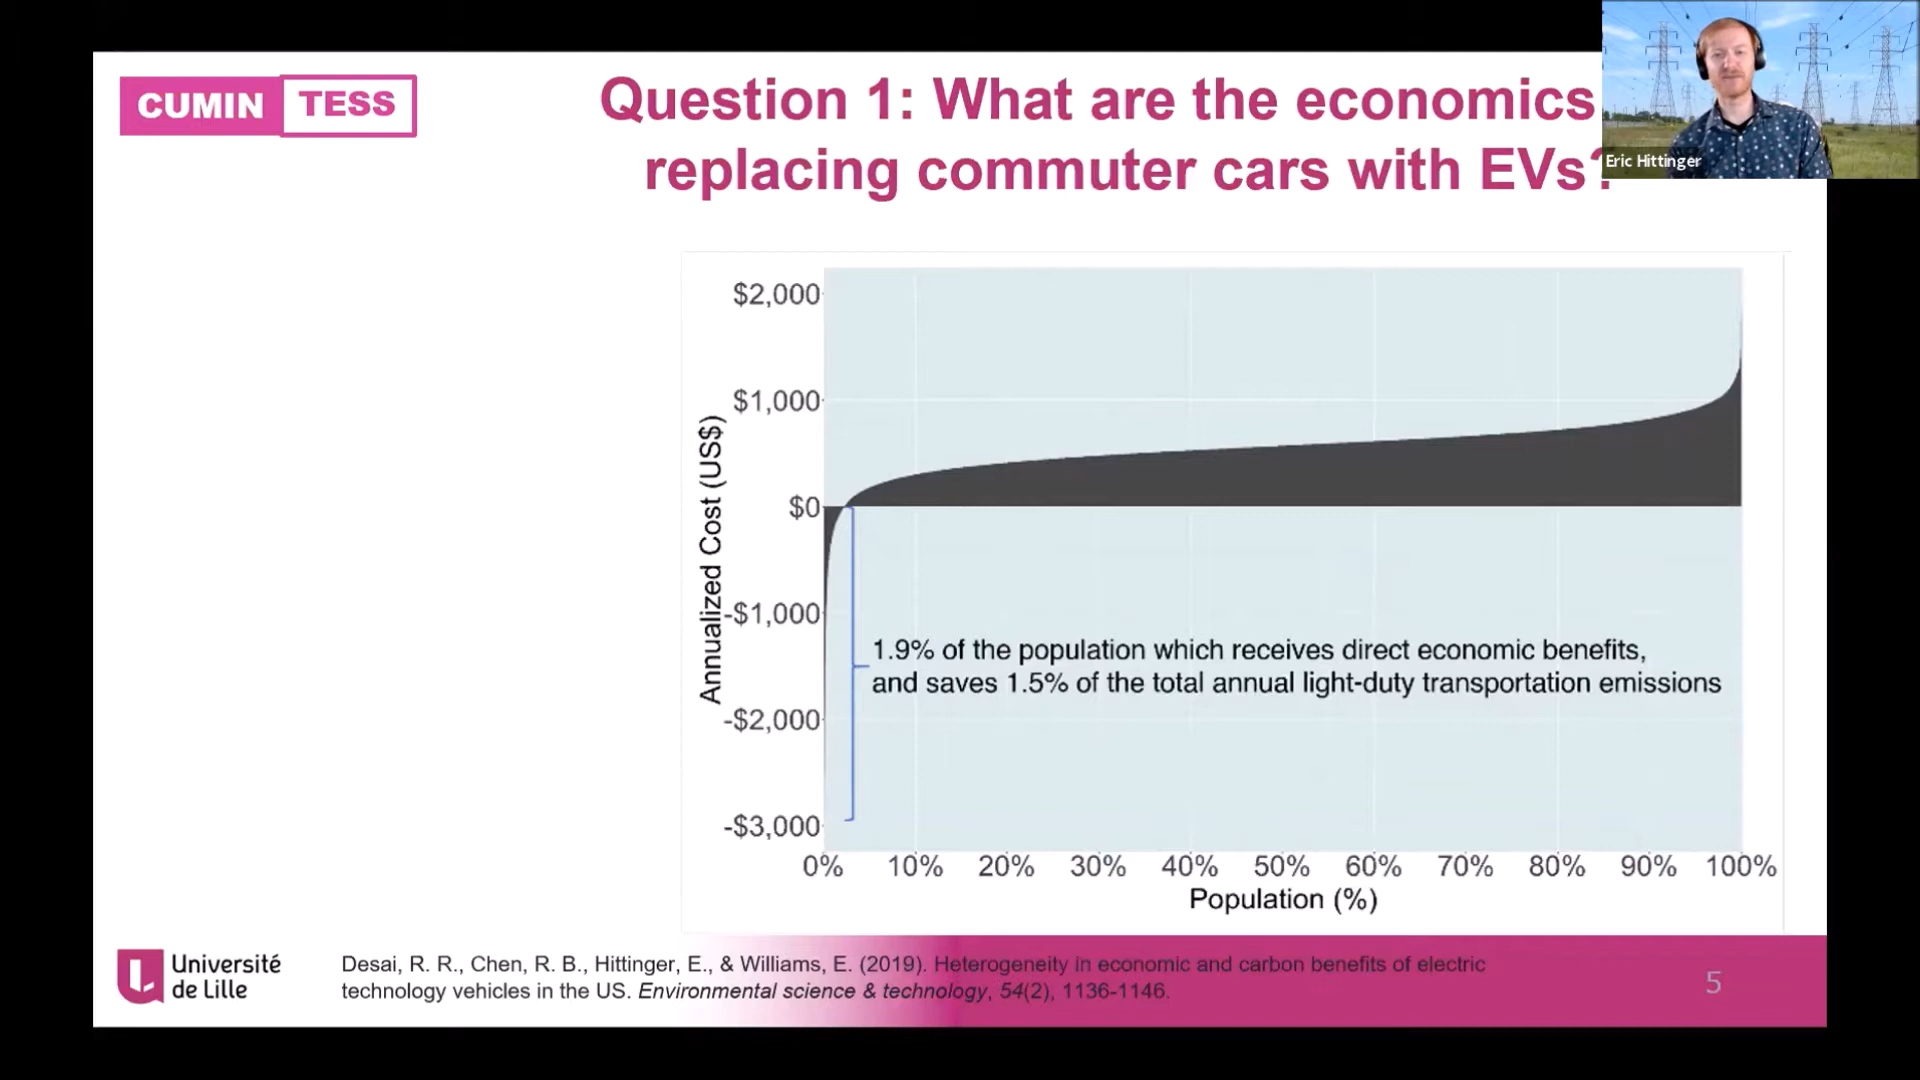 CUMIN TESS
Question 1: What are the economics
replacing commuter cars with EVs?
Eric Hittinger
$2,000
$1,000
$0
-$1,000
-$2,000
-$3,000
Annualized Cost (US$)
1.9% of the population which receives direct economic benefits,
and saves 1.5% of the total annual light-duty transportation emissions
0% 10% 20% 30% 40% 50% 60% 70% 80% 90% 100%
Population (%)
Université
de Lille
Desai, R. R., Chen, R. B., Hittinger, E., & Williams, E. (2019). Heterogeneity in economic and carbon benefits of electric
technology vehicles in the US. Environmental science & technology, 54(2), 1136-1146.
5